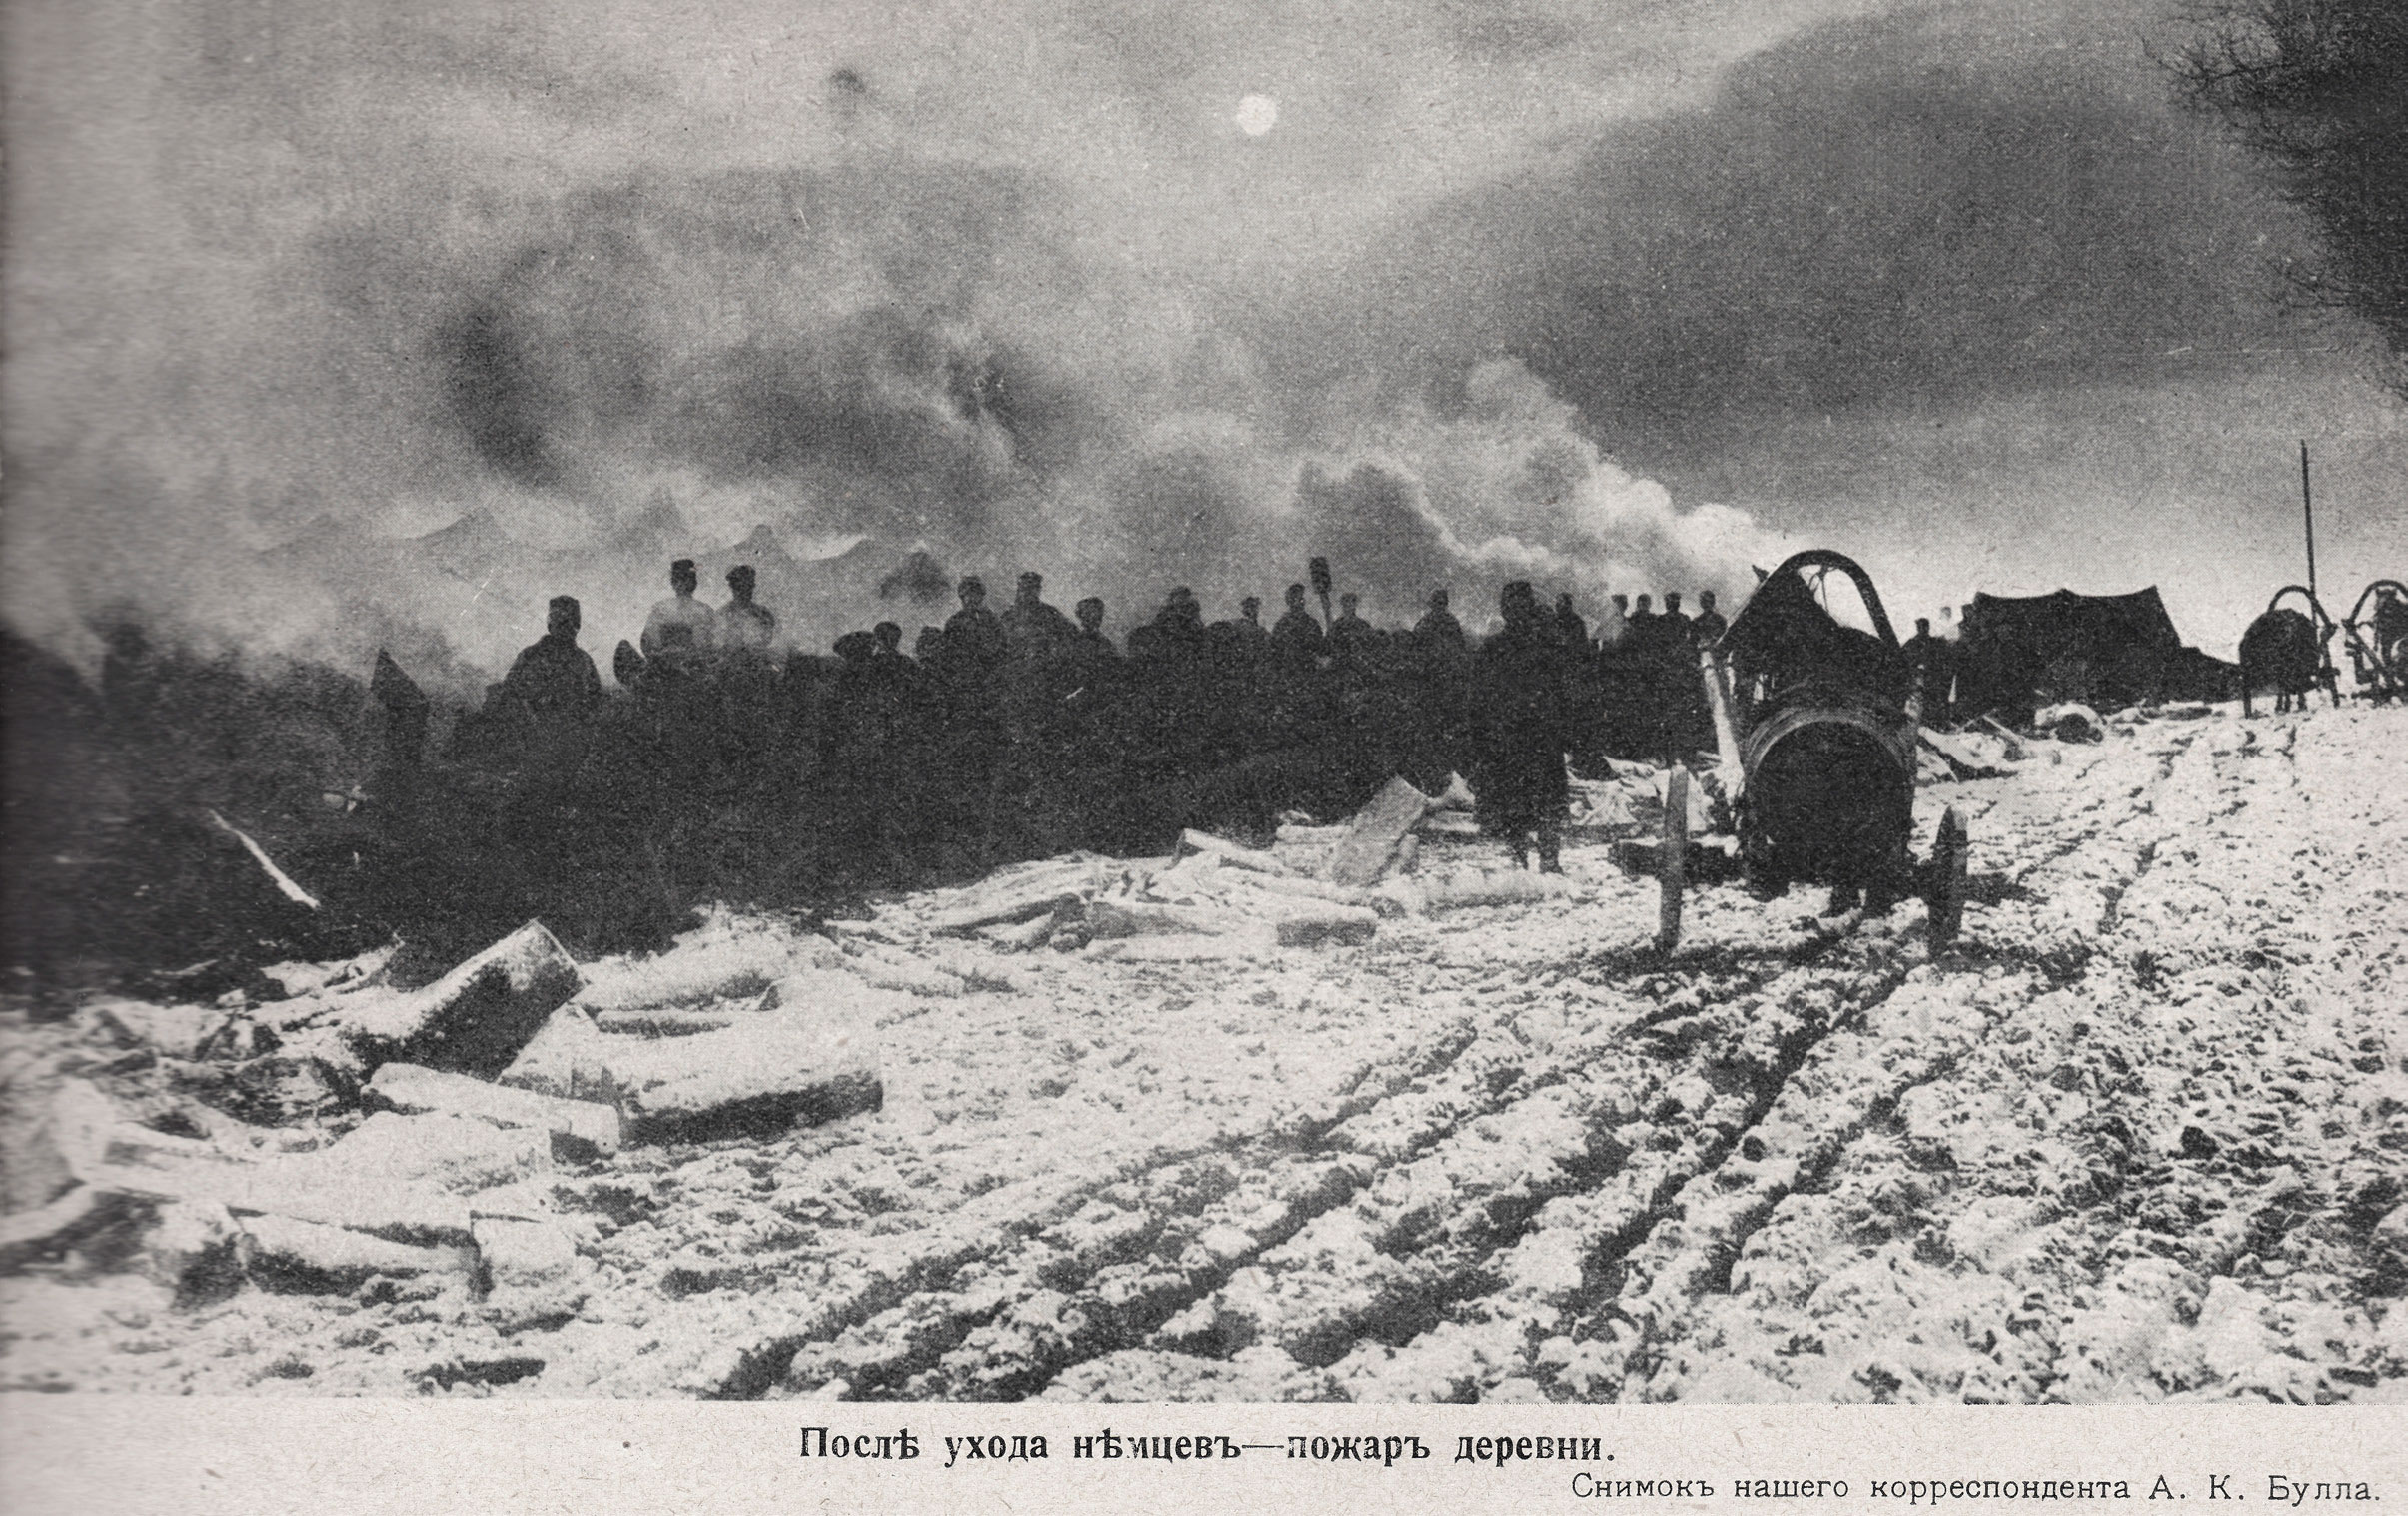 Послѣ ухода нѣмцевъ—пожаръ деревни.
Снимокъ нашего корреспондента А. К. Булла.